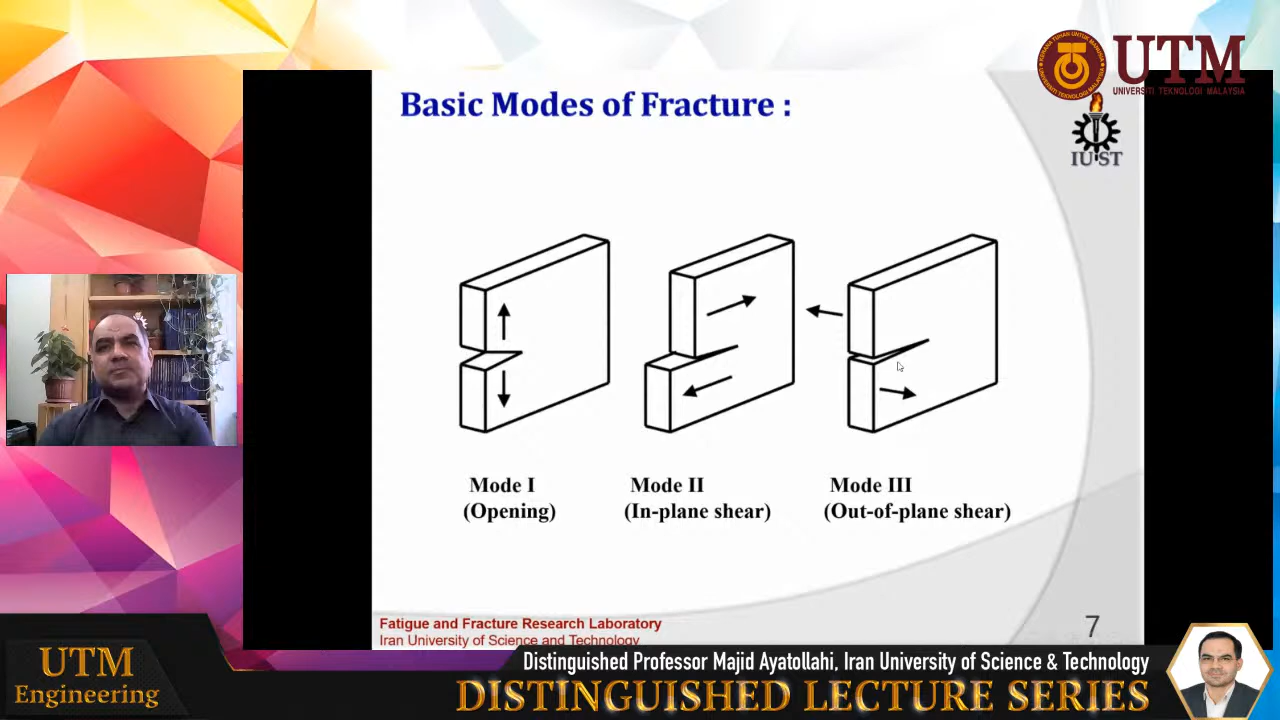 UTM
UNIVERSITI TEKNOLOGI MALAYSIA
Basic Modes of Fracture :
IUST
Mode I
(Opening)
Mode II
(In-plane shear)
Mode III
(Out-of-plane shear)
Fatigue and Fracture Research Laboratory
Iran University of Science and Technology
7
UTM
Engineering
Distinguished Professor Majid Ayatollahi, Iran University of Science & Technology
DISTINGUISHED LECTURE SERIES